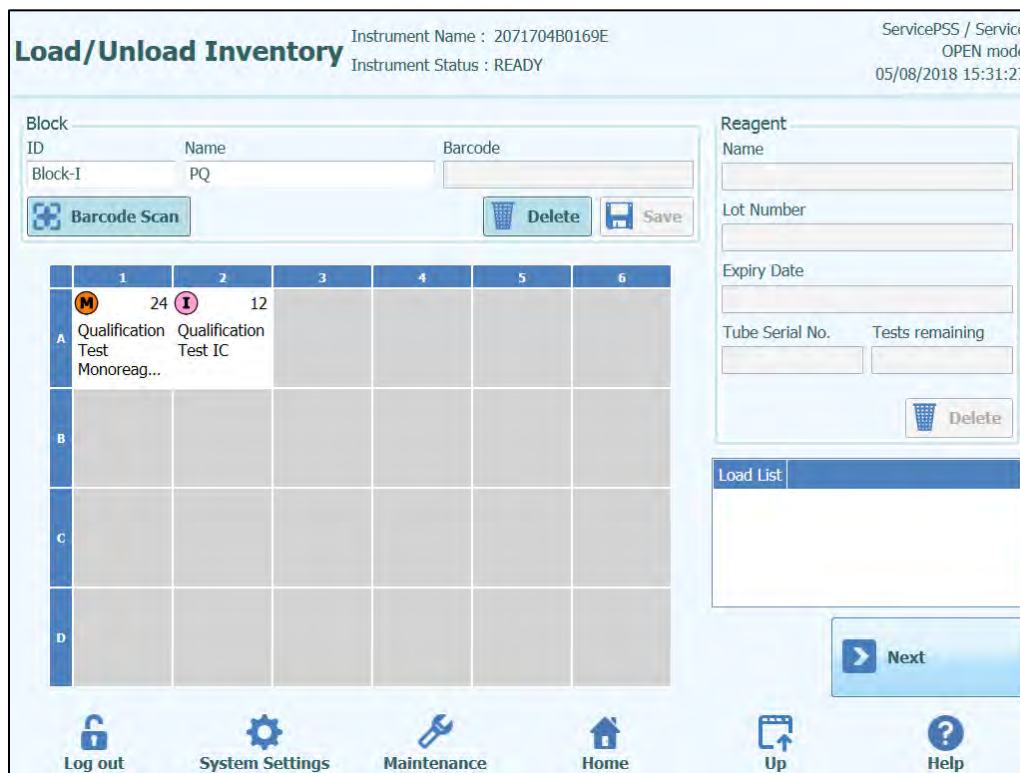 Load/Unload Inventory
Instrument Name : 2071704B0169E
Instrument Status : READY
ServicePSS / Service
OPEN mode
05/08/2018 15:31:27
Block
ID Name Barcode
Block-I PQ
Barcode Scan Delete Save
Reagent
Name
Lot Number
Expiry Date
Tube Serial No. Tests remaining
Delete
1 2 3 4 5 6
A
M 24 I 12
Qualification Qualification
Test Test IC
Monoreag...
B
C
D
Load List
Next
Log out System Settings Maintenance Home Up Help